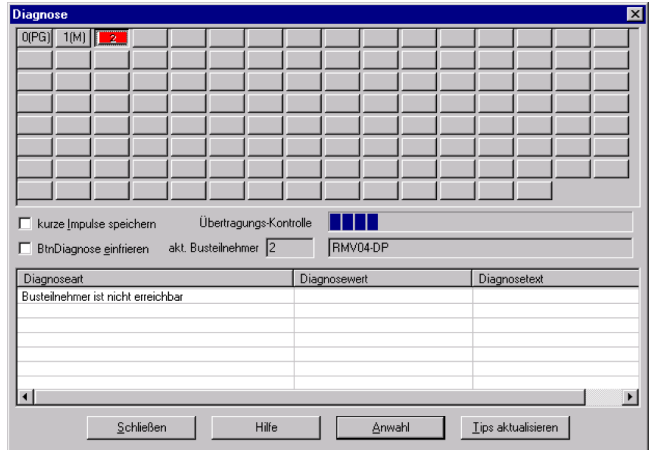 Diagnose
0(PG) 1(M) 2
kurze Impulse speichern Übertragungs-Kontrolle
BtnDiagnose einfrieren akt. Busteilnehmer 2 RMV04-DP
Diagnoseart Diagnosewert Diagnosetext
Busteilnehmer ist nicht erreichbar
Schließen Hilfe Anwahl Tips aktualisieren